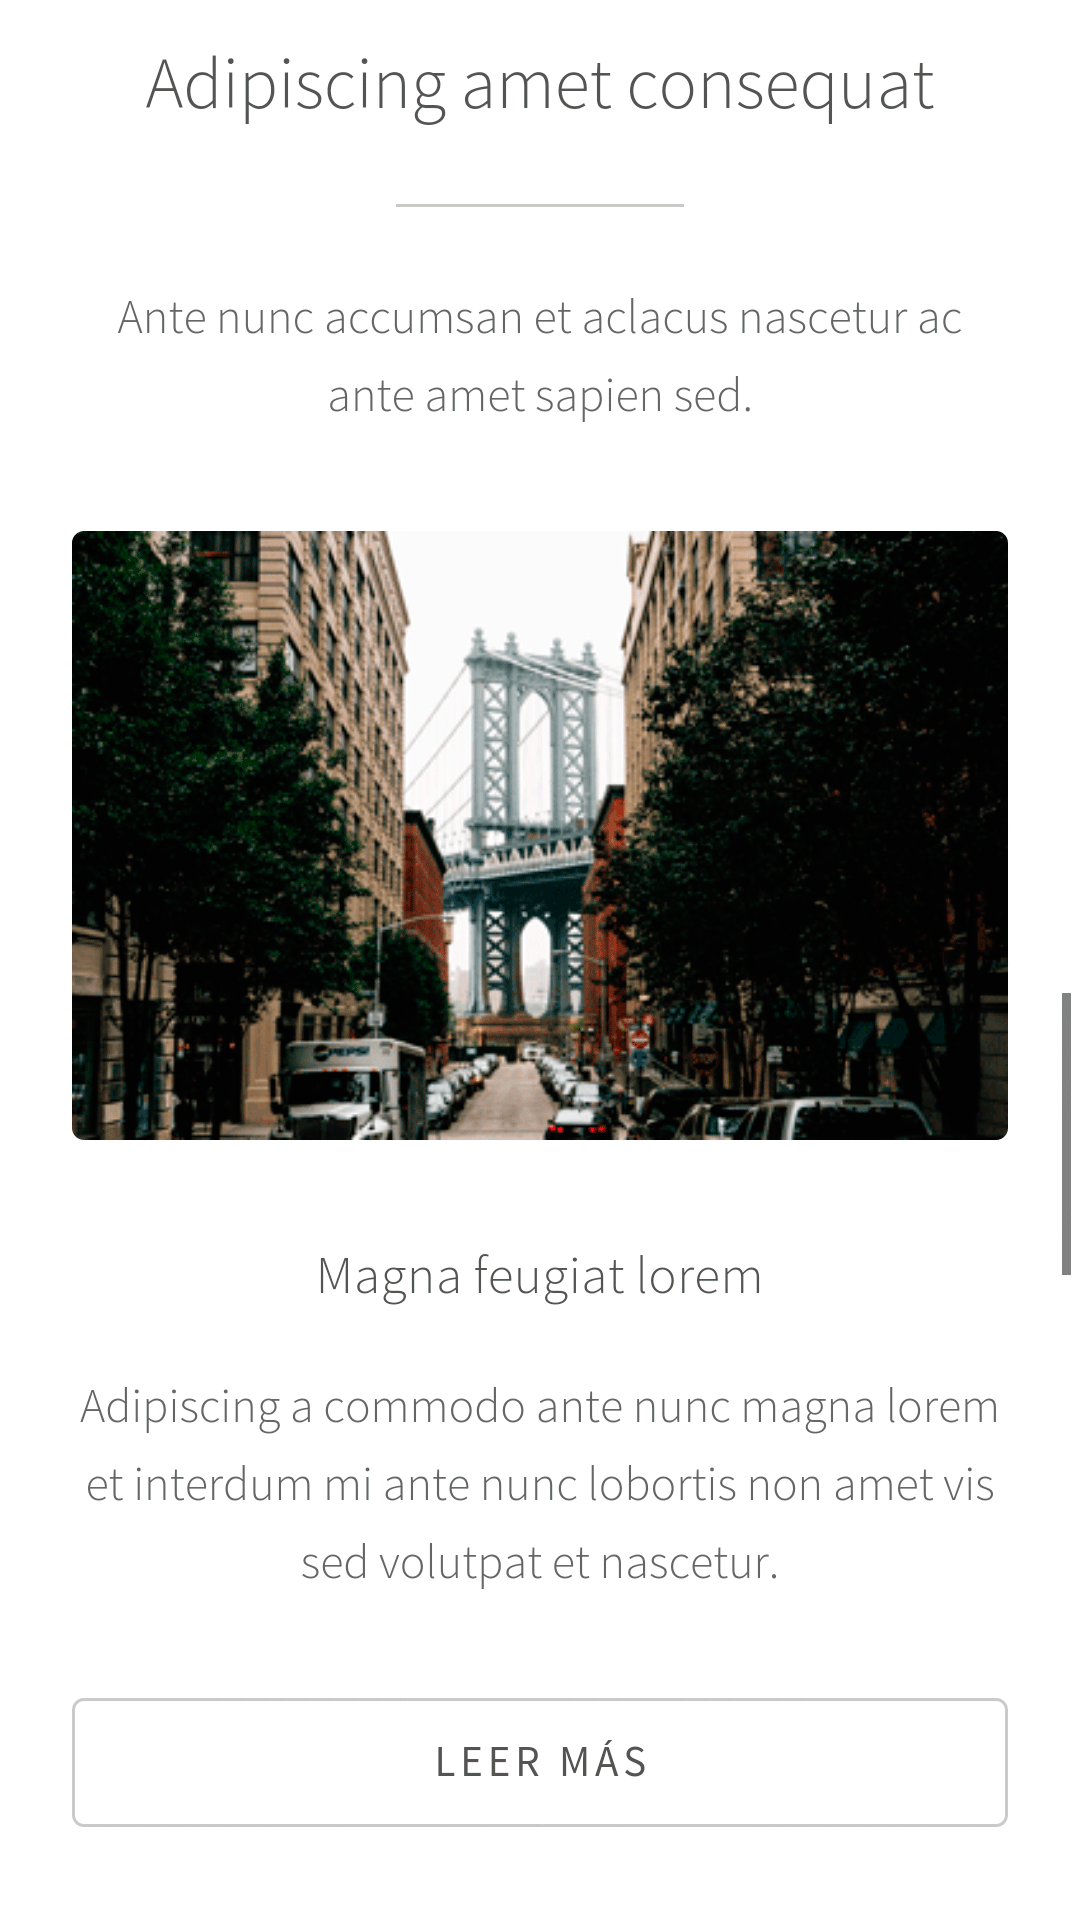 Adipiscing amet consequat
Ante nunc accumsan et aclacus nascetur ac
ante amet sapien sed.
PEPSI
Magna feugiat lorem
Adipiscing a commodo ante nunc magna lorem
et interdum mi ante nunc lobortis non amet vis
sed volutpat et nascetur.
LEER MÁS